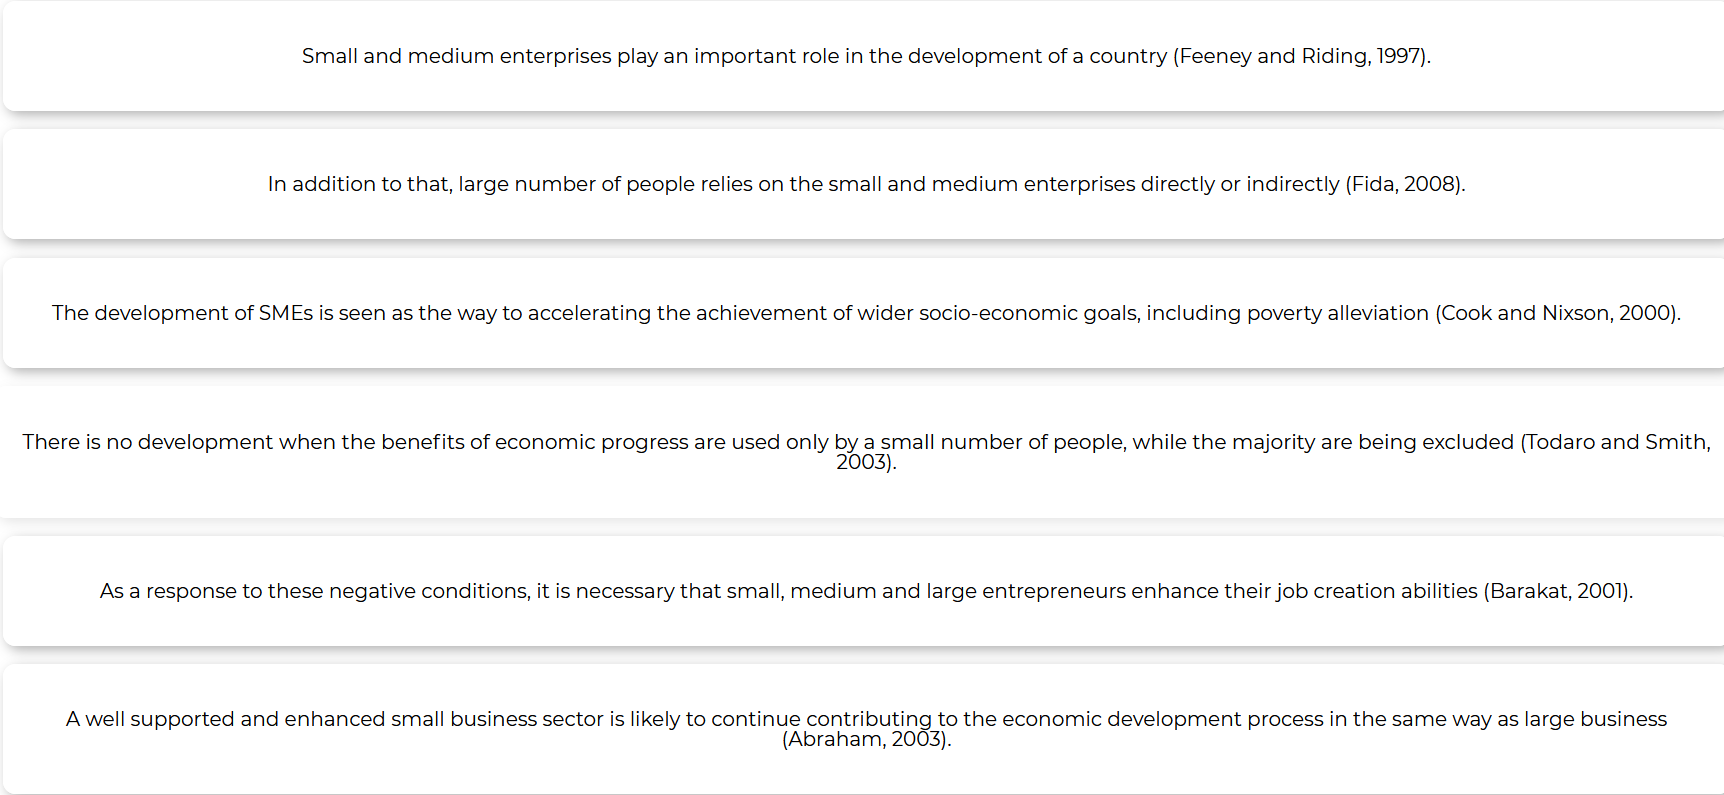 Small and medium enterprises play an important role in the development of a country (Feeney and Riding, 1997).
In addition to that, large number of people relies on the small and medium enterprises directly or indirectly (Fida, 2008).
The development of SMEs is seen as the way to accelerating the achievement of wider socio-economic goals, including poverty alleviation (Cook and Nixson, 2000).
There is no development when the benefits of economic progress are used only by a small number of people, while the majority are being excluded (Todaro and Smith,
2003).
As a response to these negative conditions, it is necessary that small, medium and large entrepreneurs enhance their job creation abilities (Barakat, 2001).
A well supported and enhanced small business sector is likely to continue contributing to the economic development process in the same way as large business
(Abraham, 2003).